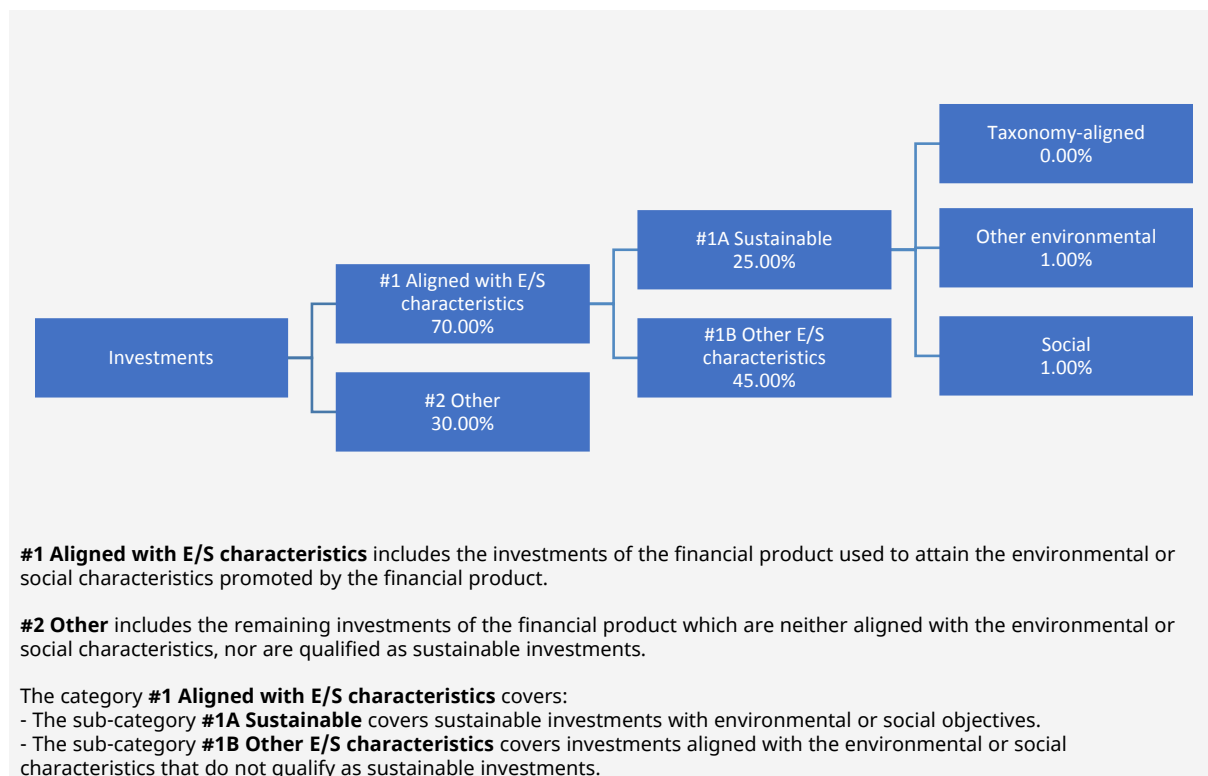 Investments
#1 Aligned with E/S
characteristics
70.00%
#2 Other
30.00%
#1A Sustainable
25.00%
#1B Other E/S
characteristics
45.00%
Taxonomy-aligned
0.00%
Other environmental
1.00%
Social
1.00%
#1 Aligned with E/S characteristics includes the investments of the financial product used to attain the environmental or
social characteristics promoted by the financial product.
#2 Other includes the remaining investments of the financial product which are neither aligned with the environmental or
social characteristics, nor are qualified as sustainable investments.
The category #1 Aligned with E/S characteristics covers:
- The sub-category #1A Sustainable covers sustainable investments with environmental or social objectives.
- The sub-category #1B Other E/S characteristics covers investments aligned with the environmental or social
characteristics that do not qualify as sustainable investments.